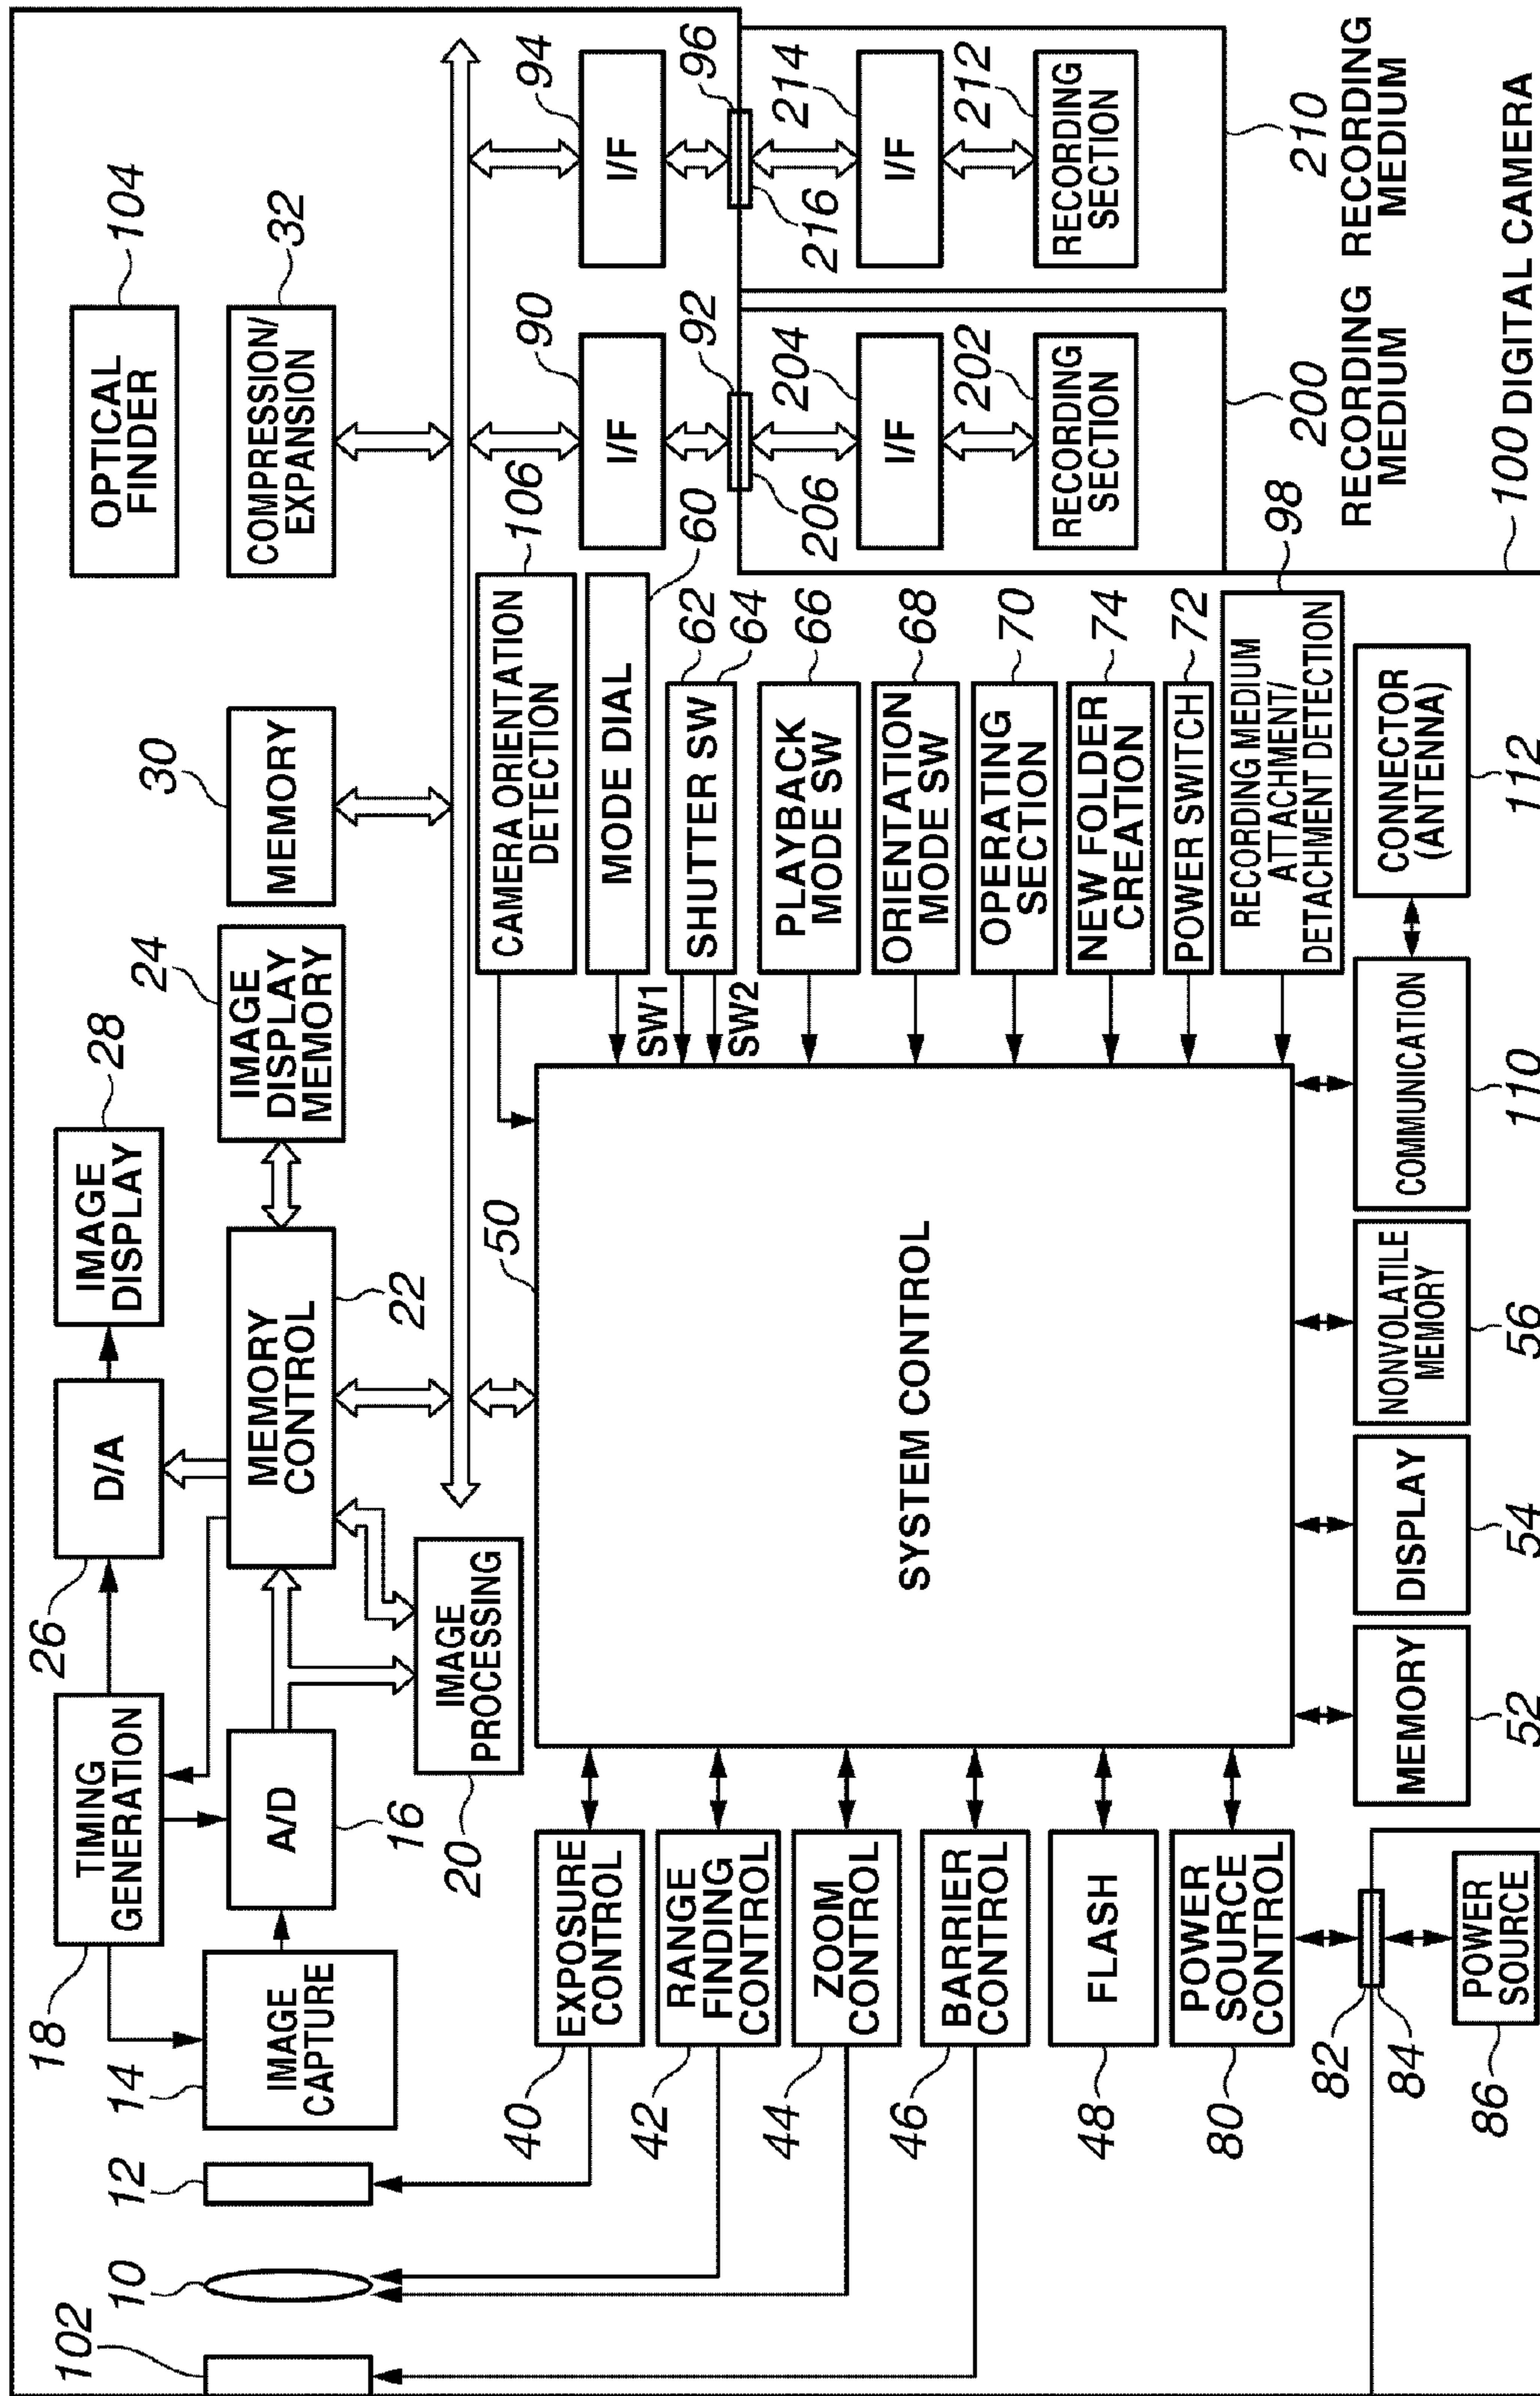 102
10
12
14
IMAGE
CAPTURE
18
TIMING
GENERATION
A/D
16
26
D/A
28
IMAGE
DISPLAY
MEMORY
CONTROL
22
24
IMAGE
DISPLAY
MEMORY
30
MEMORY
OPTICAL
FINDER
104
COMPRESSION/
EXPANSION
32
IMAGE
PROCESSING
20
50
SYSTEM CONTROL
EXPOSURE
CONTROL
40
RANGE
FINDING
CONTROL
42
ZOOM
CONTROL
44
BARRIER
CONTROL
46
FLASH
48
POWER
SOURCE
CONTROL
80
82
84
POWER
SOURCE
86
MEMORY
52
DISPLAY
54
NONVOLATILE
MEMORY
56
COMMUNICATION
110
CONNECTOR
(ANTENNA)
112
CAMERA ORIENTATION
DETECTION
106
MODE DIAL
60
SW1
SW2
SHUTTER SW
62
64
PLAYBACK
MODE SW
66
ORIENTATION
MODE SW
68
OPERATING
SECTION
70
NEW FOLDER
CREATION
74
POWER SWITCH
72
RECORDING MEDIUM
ATTACHMENT/
DETACHMENT DETECTION
98
I/F
90
92
206
I/F
204
RECORDING
SECTION
202
200
RECORDING
MEDIUM
I/F
94
96
216
I/F
214
RECORDING
SECTION
212
210
RECORDING
MEDIUM
100 DIGITAL CAMERA